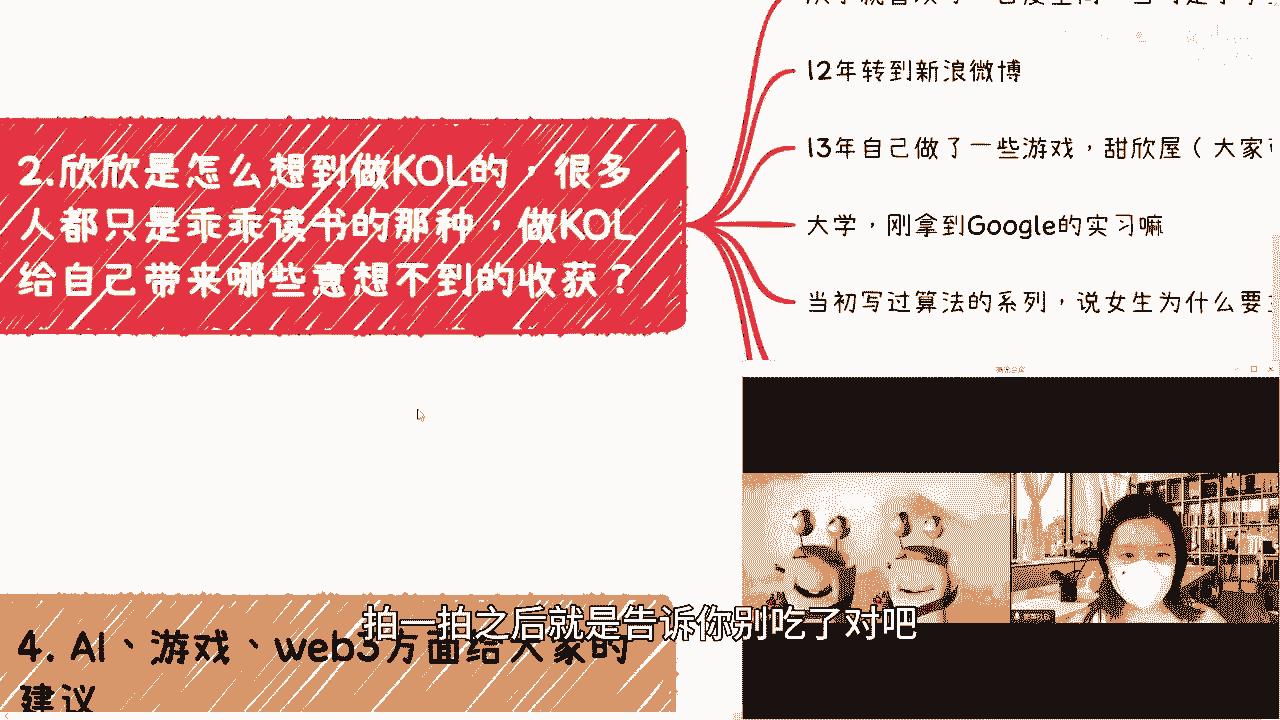 12年转到新浪微博
13年自己做了一些游戏，甜欣屋（大家
大学，刚拿到Google的实习嘛
当初写过算法的系列，说女生为什么要
2.欣欣是怎么想到做KOL的，很多
人都只是乖乖读书的那种，做KOL
给自己带来哪些意想不到的收获？
拍一拍之后就是告诉你别吃了对吧
4. AI、游戏、web3方面给大家的
建议